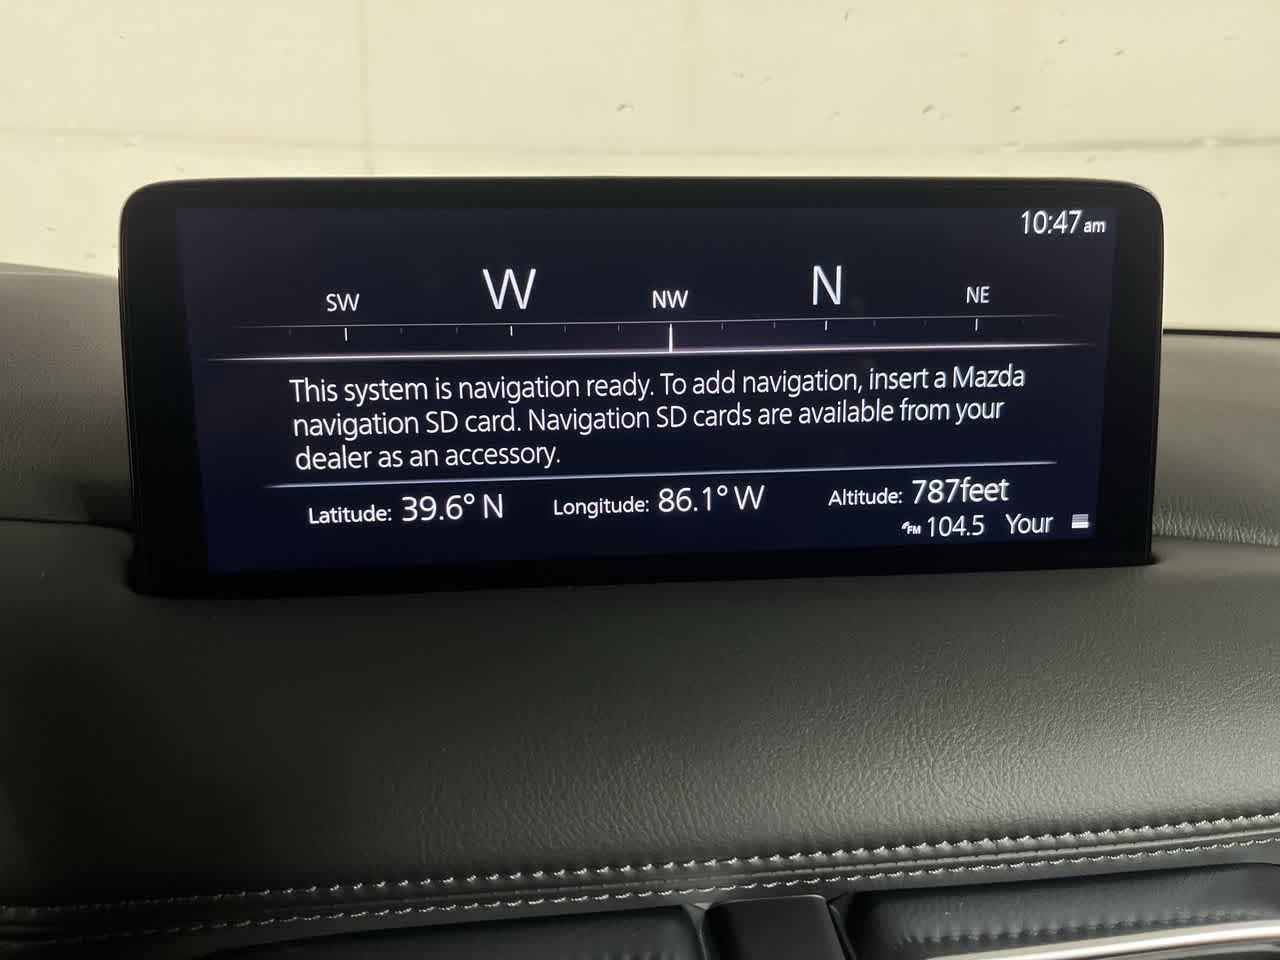 10:47am
SW W NW N NE
This system is navigation ready. To add navigation, insert a Mazda
navigation SD card. Navigation SD cards are available from your
dealer as an accessory.
Latitude: 39.6° N Longitude: 86.1° W Altitude: 787feet
FM 104.5 Your